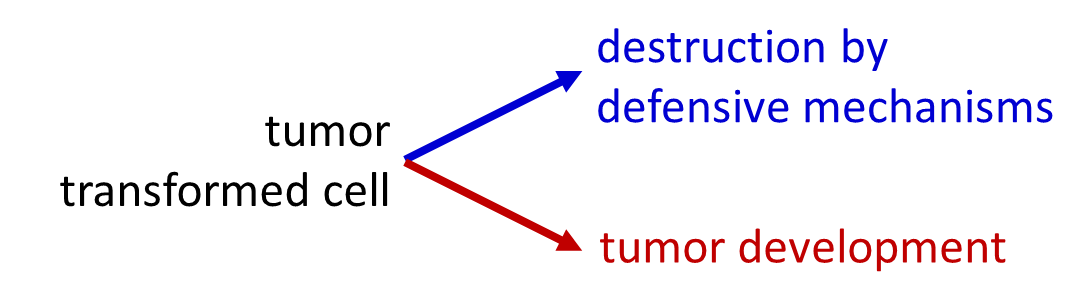 tumor
transformed cell
destruction by
defensive mechanisms
tumor development